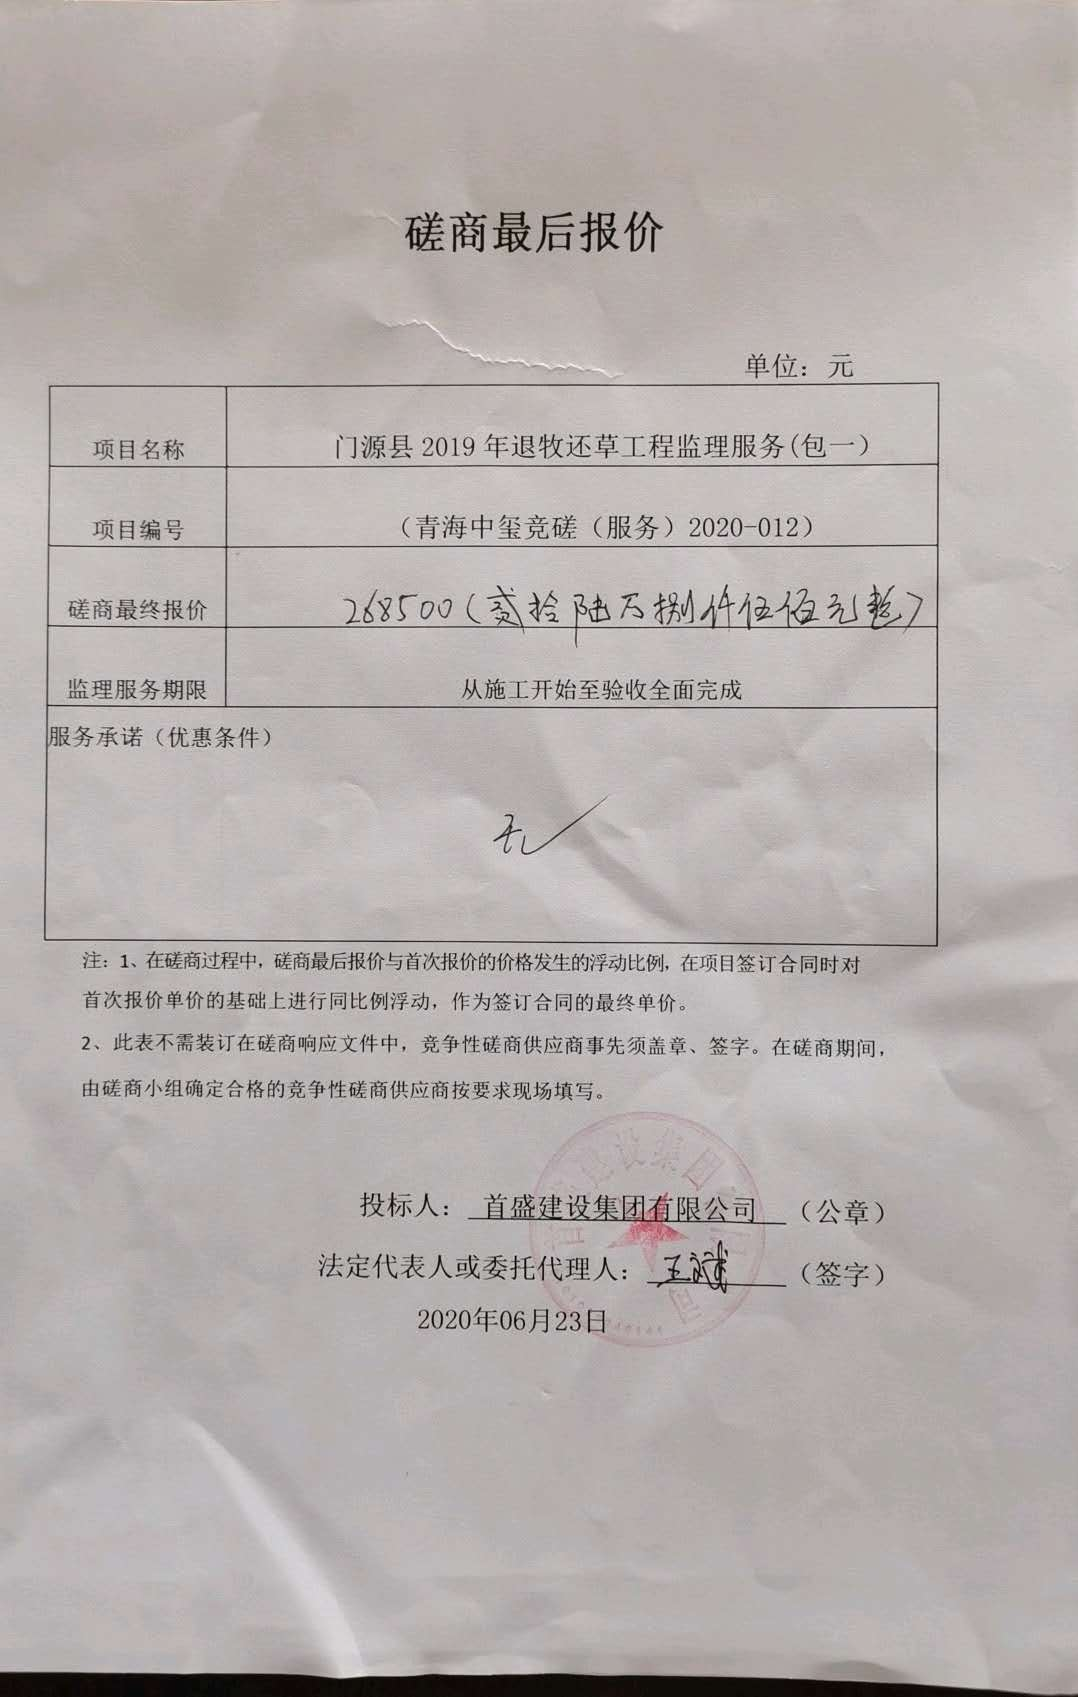 磋商最后报价
单位：元
项目名称 门源县2019年退牧还草工程监理服务(包一）
项目编号 （青海中玺竞磋（服务）2020-012）
磋商最终报价 268500(贰拾陆万捌仟伍佰元整)
监理服务期限 从施工开始至验收全面完成
服务承诺（优惠条件）
无
注：1、在磋商过程中，磋商最后报价与首次报价的价格发生的浮动比例，在项目签订合同时对
首次报价单价的基础上进行同比例浮动，作为签订合同的最终单价。
2、此表不需装订在磋商响应文件中，竞争性磋商供应商事先须盖章、签字。在磋商期间，
由磋商小组确定合格的竞争性磋商供应商按要求现场填写。
投标人：首盛建设集团有限公司（公章）
法定代表人或委托代理人：王斌（签字）
2020年06月23日